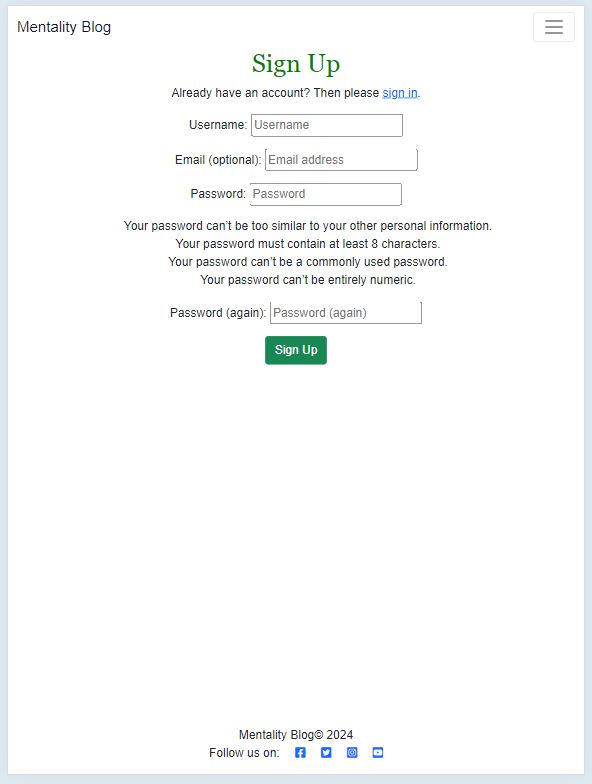 Mentality Blog
Sign Up
Already have an account? Then please sign in.
Username: Username
Email (optional): Email address
Password: Password
Your password can’t be too similar to your other personal information.
Your password must contain at least 8 characters.
Your password can’t be a commonly used password.
Your password can’t be entirely numeric.
Password (again): Password (again)
Sign Up
Mentality Blog© 2024
Follow us on: